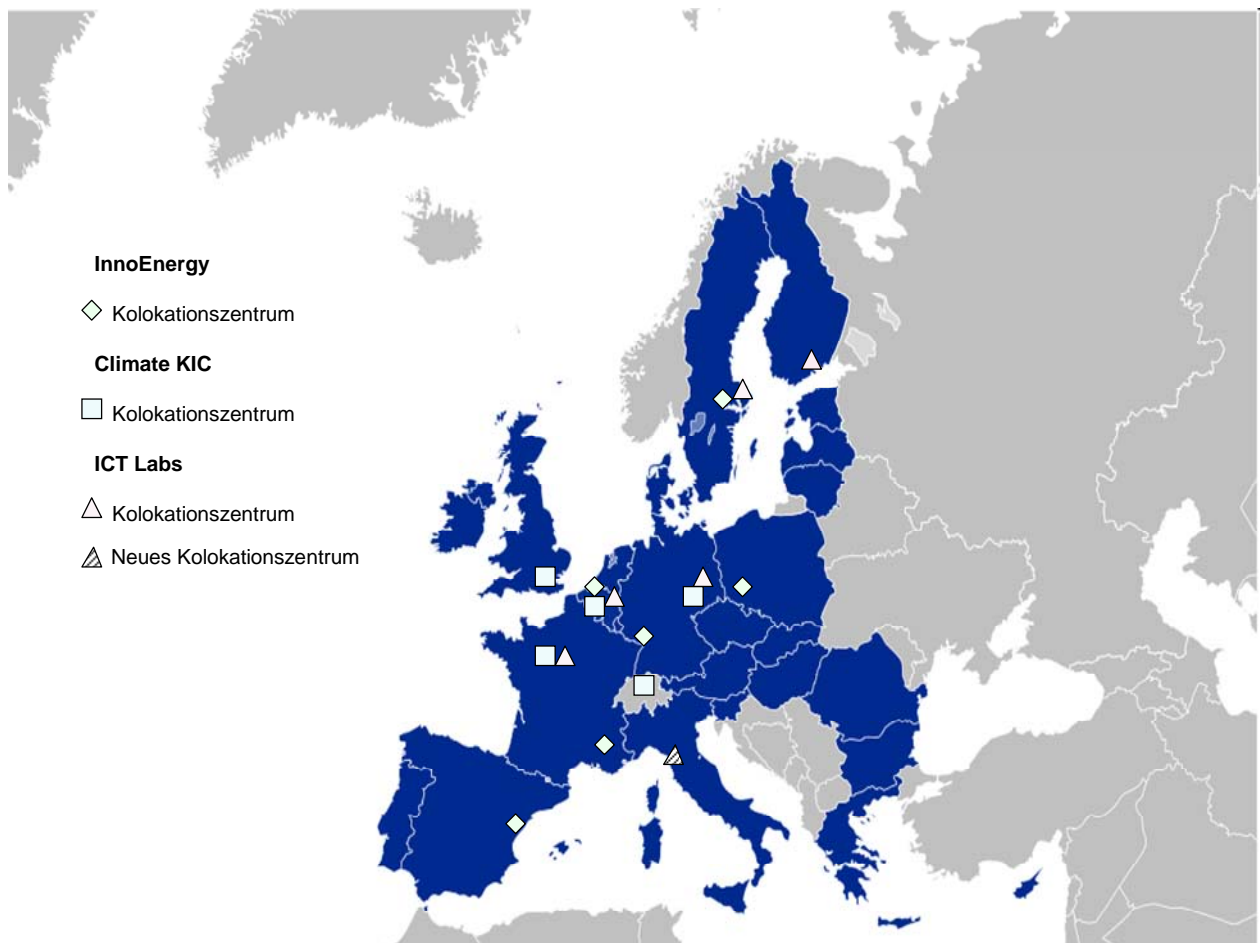 InnoEnergy
Kolokationszentrum
Climate KIC
Kolokationszentrum
ICT Labs
Kolokationszentrum
Neues Kolokationszentrum